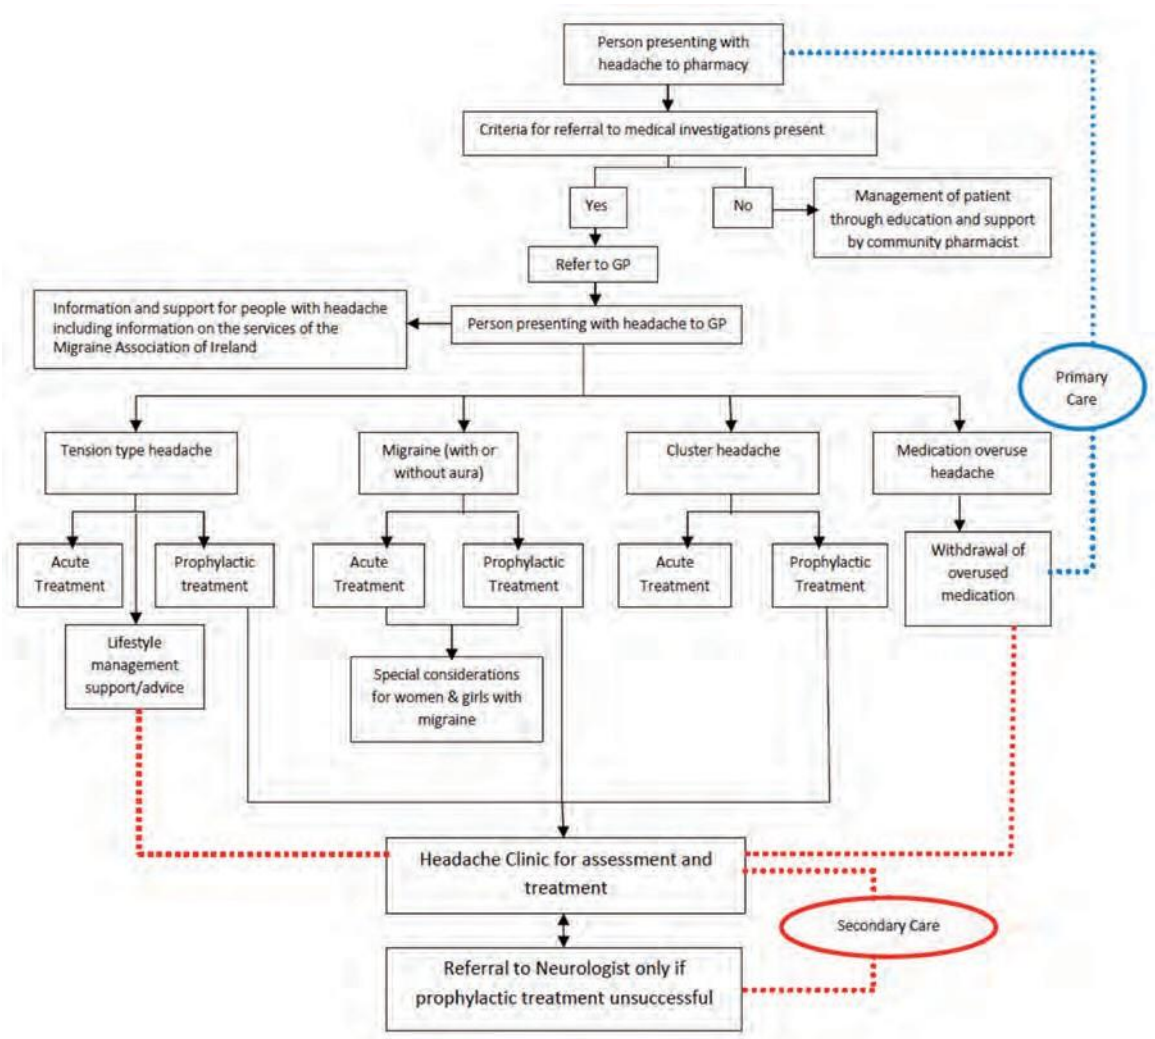 Person presenting with
headache to pharmacy
Criteria for referral to medical investigations present
Yes
No
Management of patient
through education and support
by community pharmacist
Refer to GP
Information and support for people with headache
including information on the services of the
Migraine Association of Ireland
Person presenting with headache to GP
Primary
Care
Tension type headache
Migraine (with or
without aura)
Cluster headache
Medication overuse
headache
Acute
Treatment
Prophylactic
treatment
Acute
Treatment
Prophylactic
Treatment
Acute
Treatment
Prophylactic
Treatment
Withdrawal of
overused
medication
Lifestyle
management
support/advice
Special considerations
for women & girls with
migraine
Headache Clinic for assessment and
treatment
Secondary Care
Referral to Neurologist only if
prophylactic treatment unsuccessful